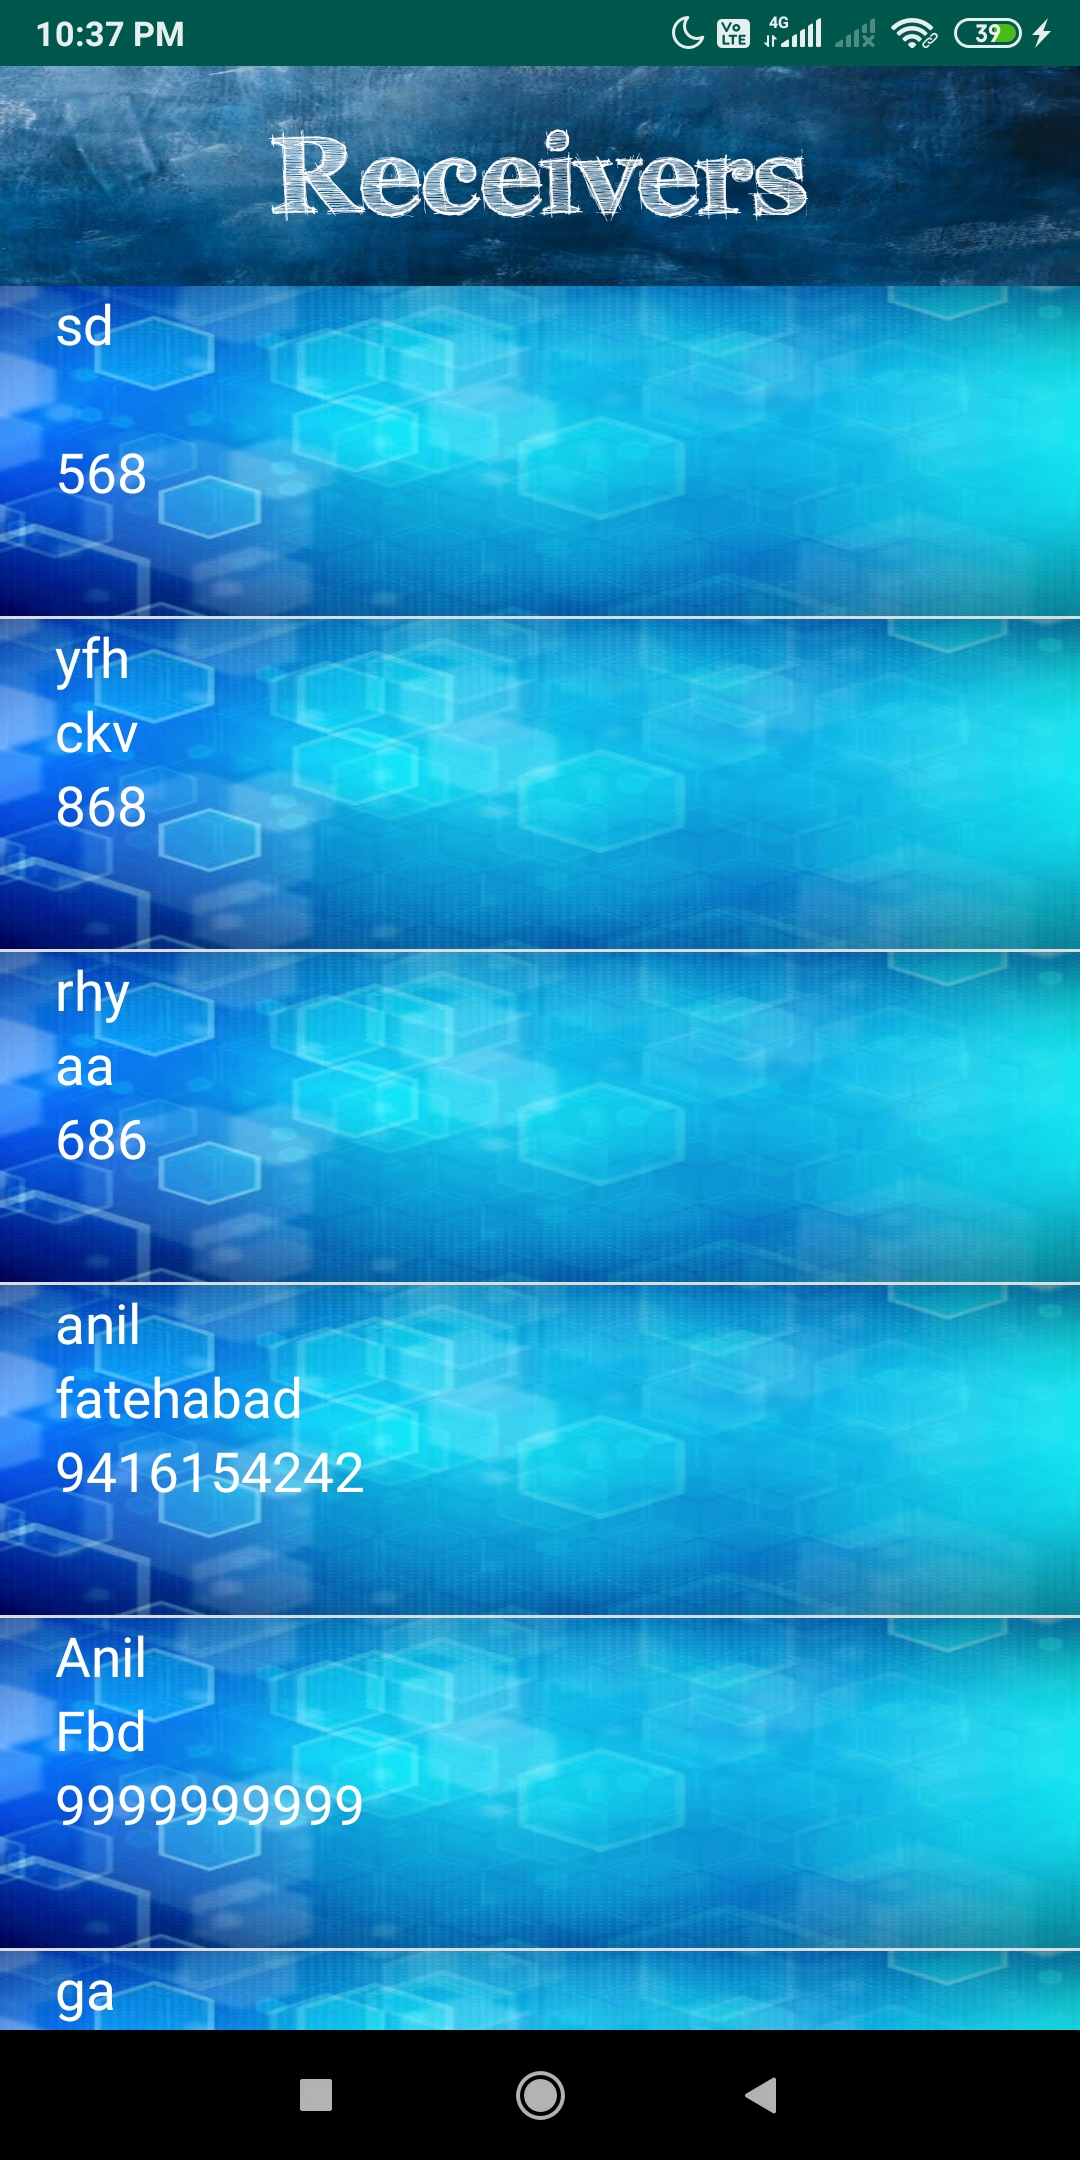 10:37 PM
Vo LTE
4G
39
Receivers
sd
568
yfh
ckv
868
rhy
aa
686
anil
fatehabad
9416154242
Anil
Fbd
9999999999
ga